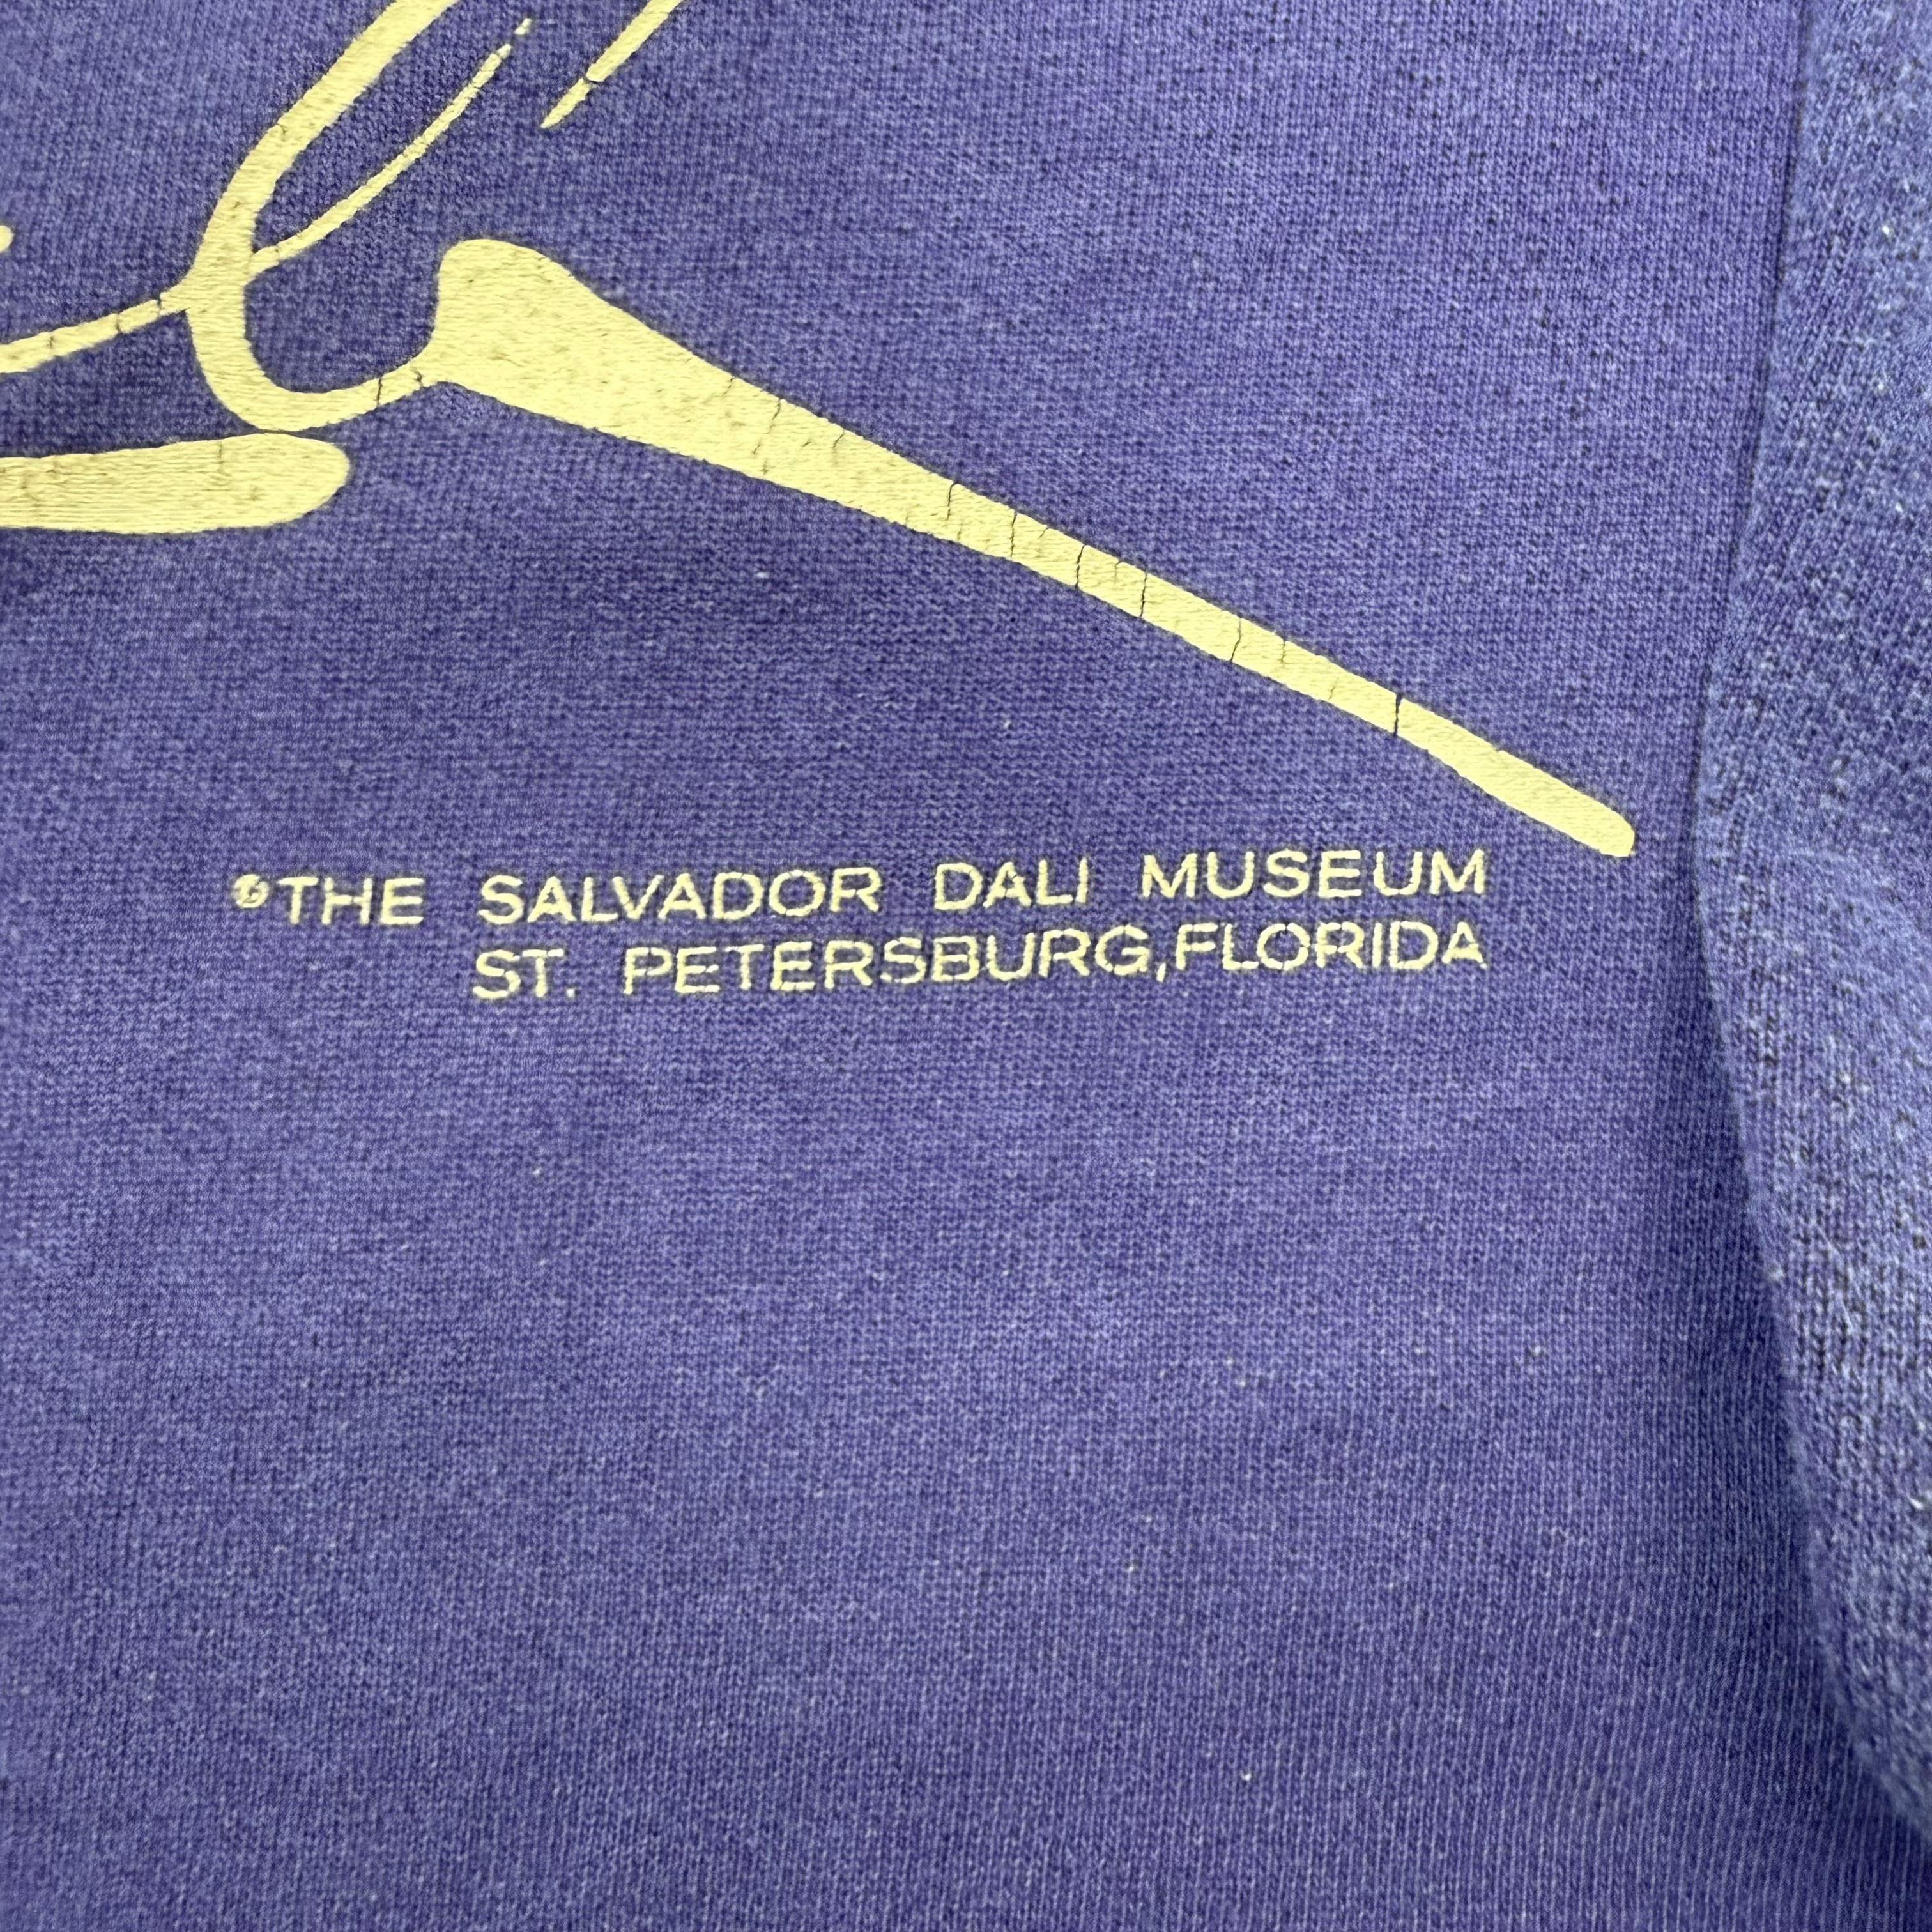 ©THE SALVADOR DALI MUSEUM
ST. PETERSBURG,FLORIDA